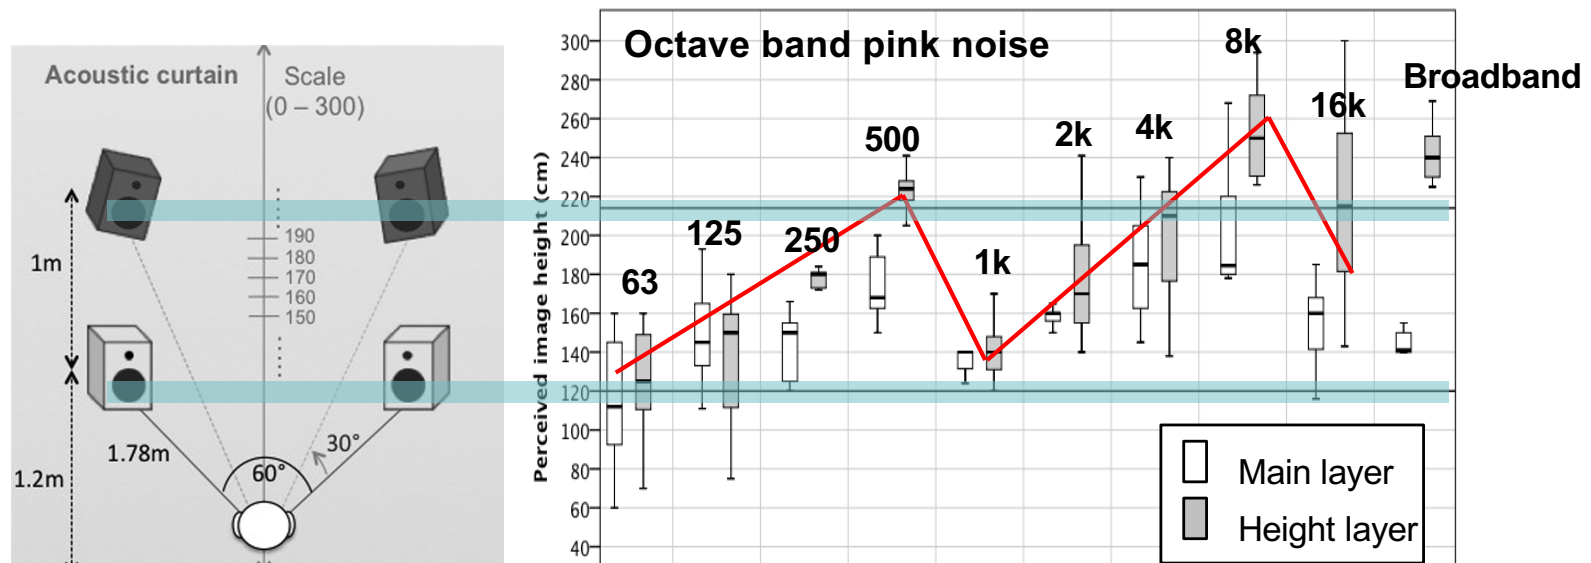 Acoustic curtain
Scale
(0 – 300)
190
180
170
160
150
1m
1.78m
60°
30°
1.2m
Octave band pink noise
Perceived image height (cm)
300
280
260
240
220
200
180
160
140
120
100
80
60
40
63
125
250
500
1k
2k
4k
8k
16k
Broadband
Main layer
Height layer